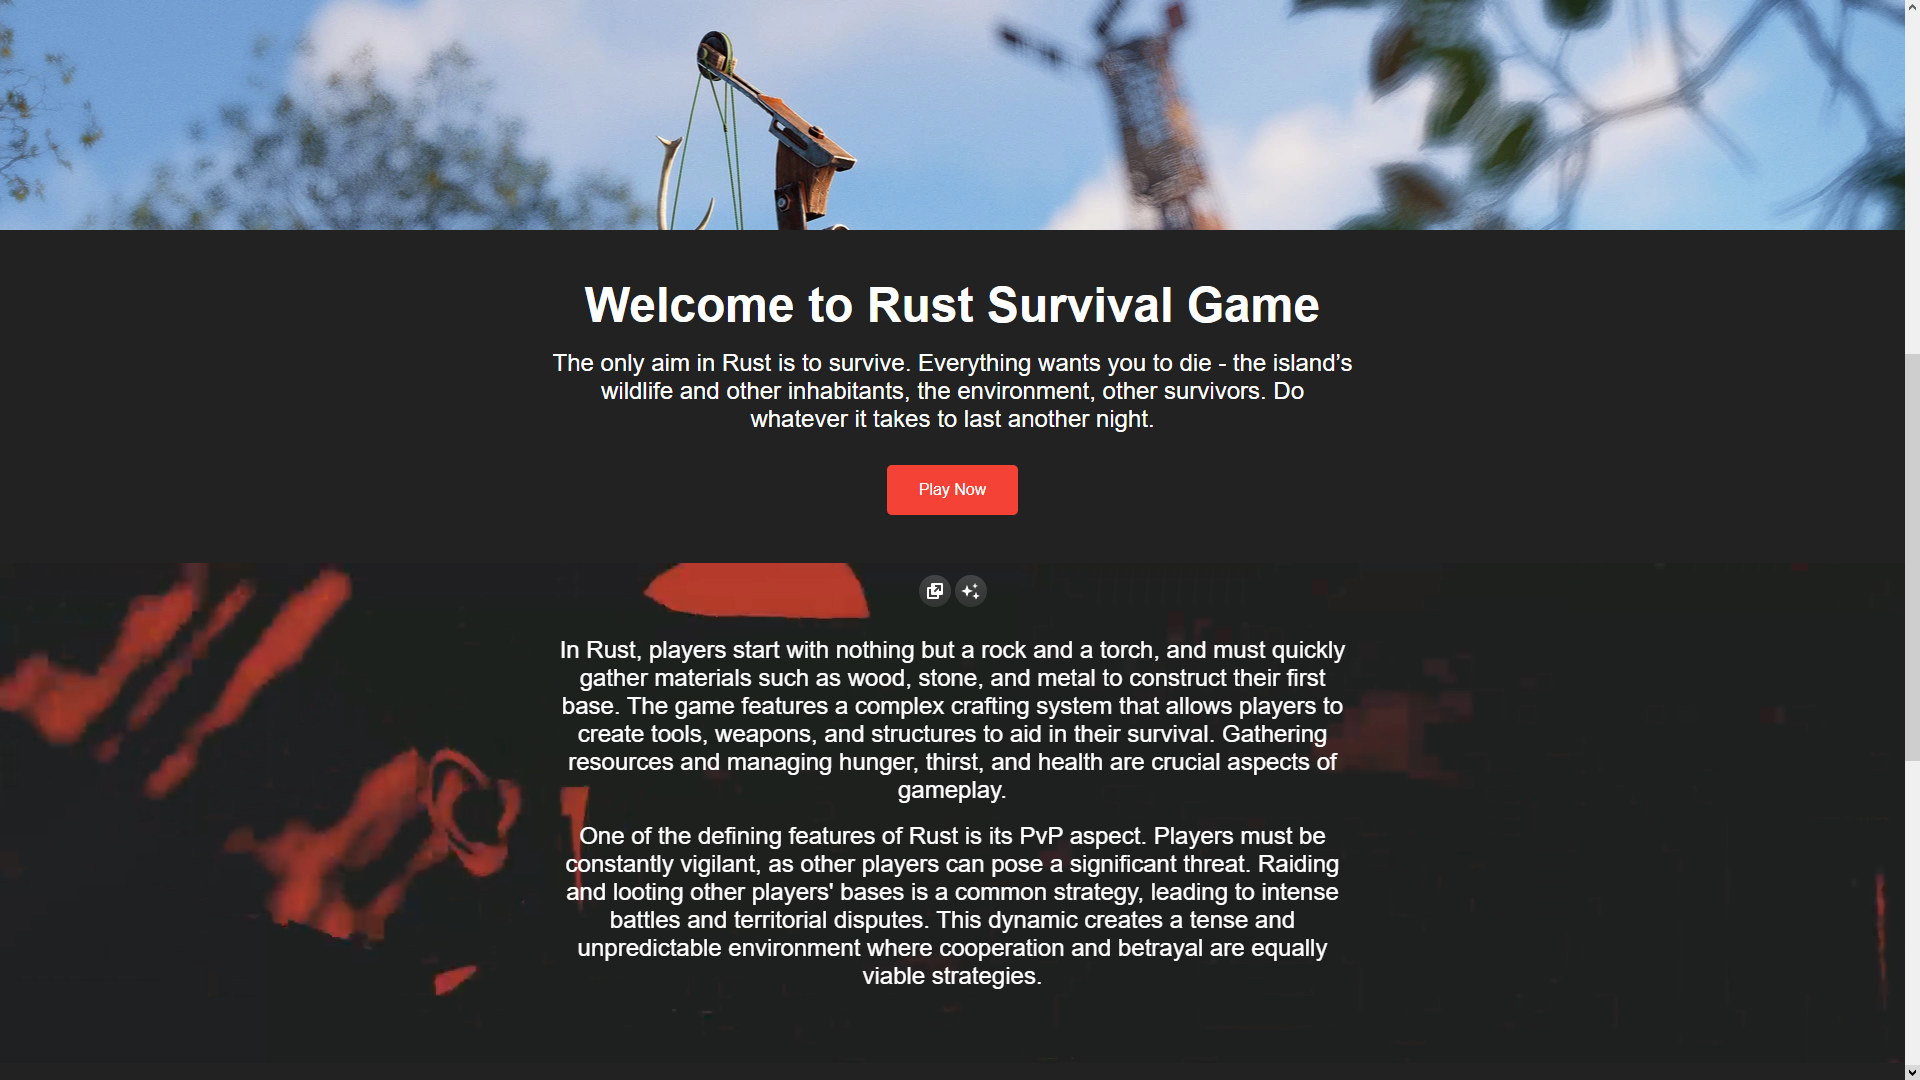 Welcome to Rust Survival Game
The only aim in Rust is to survive. Everything wants you to die - the island’s
wildlife and other inhabitants, the environment, other survivors. Do
whatever it takes to last another night.
Play Now
In Rust, players start with nothing but a rock and a torch, and must quickly
gather materials such as wood, stone, and metal to construct their first
base. The game features a complex crafting system that allows players to
create tools, weapons, and structures to aid in their survival. Gathering
resources and managing hunger, thirst, and health are crucial aspects of
gameplay.
One of the defining features of Rust is its PvP aspect. Players must be
constantly vigilant, as other players can pose a significant threat. Raiding
and looting other players' bases is a common strategy, leading to intense
battles and territorial disputes. This dynamic creates a tense and
unpredictable environment where cooperation and betrayal are equally
viable strategies.